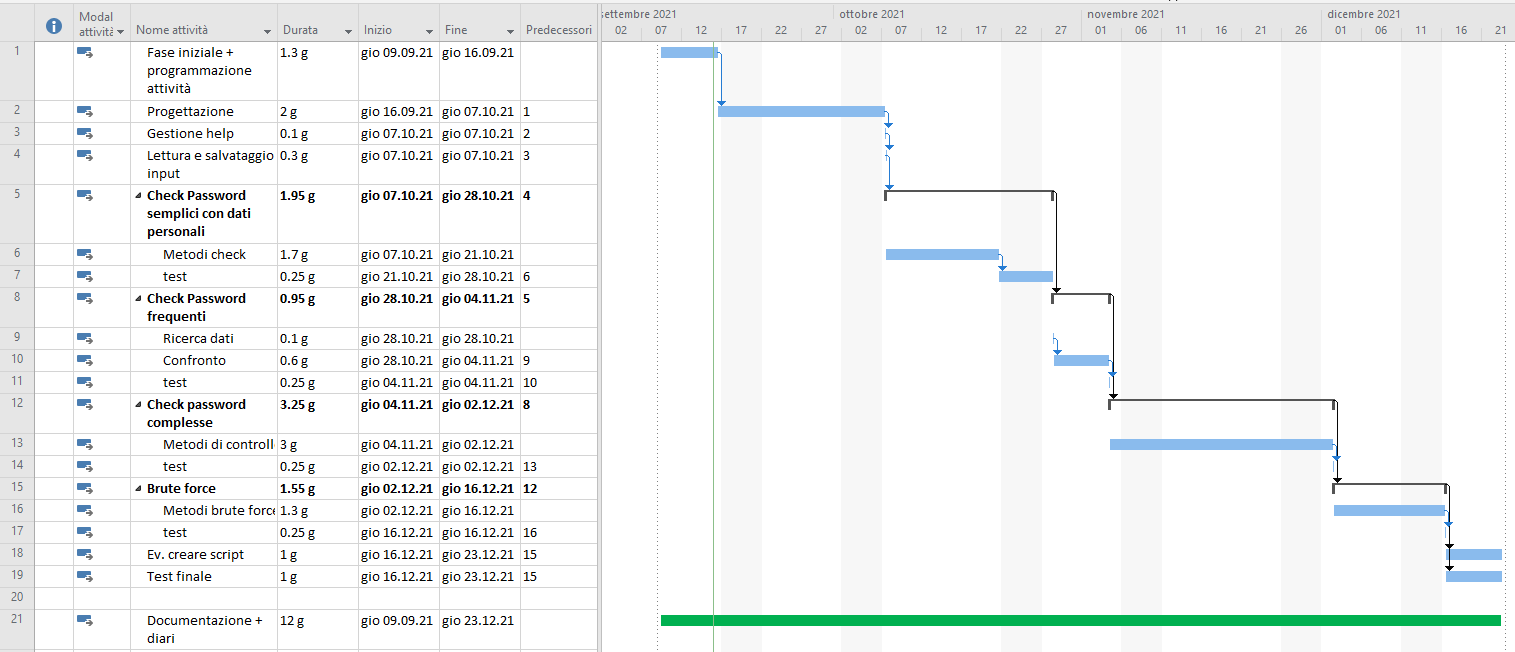 settembre 2021 ottobre 2021 novembre 2021 dicembre 2021
Modal
attività Nome attività Durata Inizio Fine Predecessori 02 07 12 17 22 27 02 07 12 17 22 27 01 06 11 16 21 26 01 06 11 16 21
1 Fase iniziale + 1.3 g gio 09.09.21 gio 16.09.21
programmazione
attività
2 Progettazione 2 g gio 16.09.21 gio 07.10.21 1
3 Gestione help 0.1 g gio 07.10.21 gio 07.10.21 2
4 Lettura e salvataggio 0.3 g gio 07.10.21 gio 07.10.21 3
input
5 Check Password 1.95 g gio 07.10.21 gio 28.10.21 4
semplici con dati
personali
6 Metodi check 1.7 g gio 07.10.21 gio 21.10.21
7 test 0.25 g gio 21.10.21 gio 28.10.21 6
8 Check Password 0.95 g gio 28.10.21 gio 04.11.21 5
frequenti
9 Ricerca dati 0.1 g gio 28.10.21 gio 28.10.21
10 Confronto 0.6 g gio 28.10.21 gio 04.11.21 9
11 test 0.25 g gio 04.11.21 gio 04.11.21 10
12 Check password 3.25 g gio 04.11.21 gio 02.12.21 8
complesse
13 Metodi di controll 3 g gio 04.11.21 gio 02.12.21
14 test 0.25 g gio 02.12.21 gio 02.12.21 13
15 Brute force 1.55 g gio 02.12.21 gio 16.12.21 12
16 Metodi brute force 1.3 g gio 02.12.21 gio 16.12.21
17 test 0.25 g gio 16.12.21 gio 16.12.21 16
18 Ev. creare script 1 g gio 16.12.21 gio 23.12.21 15
19 Test finale 1 g gio 16.12.21 gio 23.12.21 15
20
21 Documentazione + 12 g gio 09.09.21 gio 23.12.21
diari